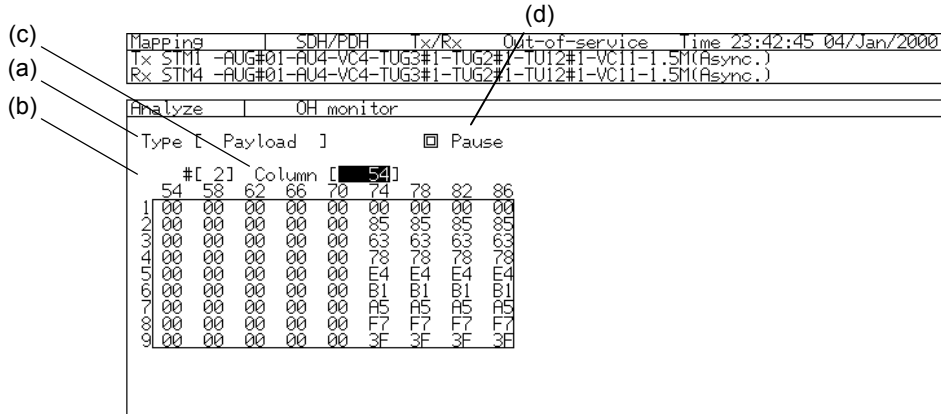 (d)
(c)
(a)
(b)
Mapping SDH/PDH Tx/Rx Out-of-service Time 23:42:45 04/Jan/2000
Tx STM1 -AUG#01-AU4-VC4-TUG3#1-TUG2#1-TU12#1-VC11-1.5M(Async.)
Rx STM4 -AUG#01-AU4-VC4-TUG3#1-TUG2#1-TU12#1-VC11-1.5M(Async.)
Analyze OH monitor
Type [ Payload ] Pause
#[ 2] Column [ 54]
54 58 62 66 70 74 78 82 86
1 00 00 00 00 00 00 00 00 00
2 00 00 00 00 00 85 85 85 85
3 00 00 00 00 00 63 63 63 63
4 00 00 00 00 00 78 78 78 78
5 00 00 00 00 00 E4 E4 E4 E4
6 00 00 00 00 00 B1 B1 B1 B1
7 00 00 00 00 00 A5 A5 A5 A5
8 00 00 00 00 00 F7 F7 F7 F7
9 00 00 00 00 00 3F 3F 3F 3F